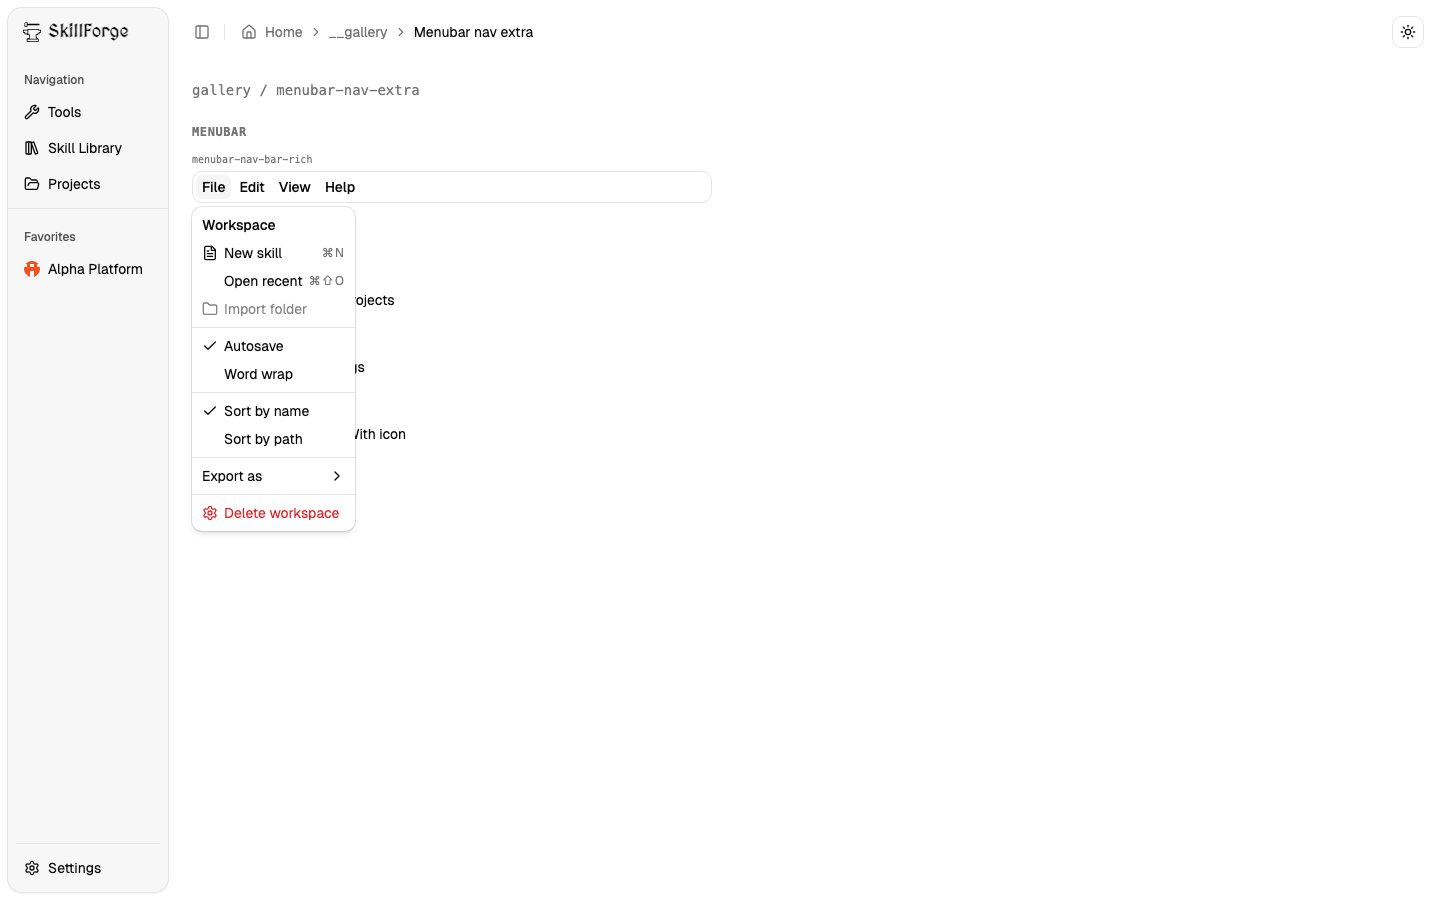 SkillForge
Navigation
Tools
Skill Library
Projects
Favorites
Alpha Platform
Settings
Home > __gallery > Menubar nav extra
gallery / menubar-nav-extra
MENUBAR
menubar-nav-bar-rich
File Edit View Help
Workspace
New skill ⌘N
Open recent ⌘⇧O
Import folder
Autosave
Word wrap
Sort by name
Sort by path
Export as
Delete workspace
icon